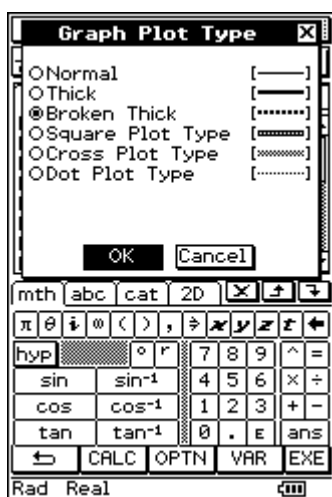 Graph Plot Type
Normal
Thick
Broken Thick
Square Plot Type
Cross Plot Type
Dot Plot Type
OK Cancel
mth abc cat 2D
π θ i ∞ ( ) , ⇒ x y z t ←
hyp ° r 7 8 9 ^ =
sin sin⁻¹ 4 5 6 × ÷
cos cos⁻¹ 1 2 3 + −
tan tan⁻¹ 0 . E ans
CALC OPTN VAR EXE
Rad Real